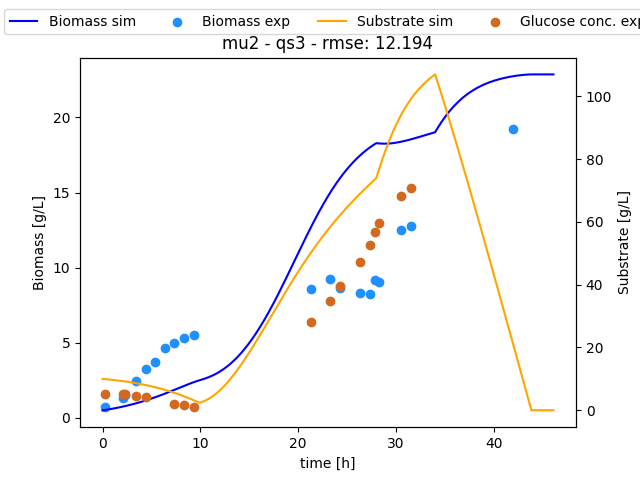 Biomass sim Biomass exp Substrate sim Glucose conc. exp
mu2 - qs3 - rmse: 12.194
Biomass [g/L]
20
15
10
5
0
100
80
60
40
20
0
Substrate [g/L]
0 10 20 30 40
time [h]